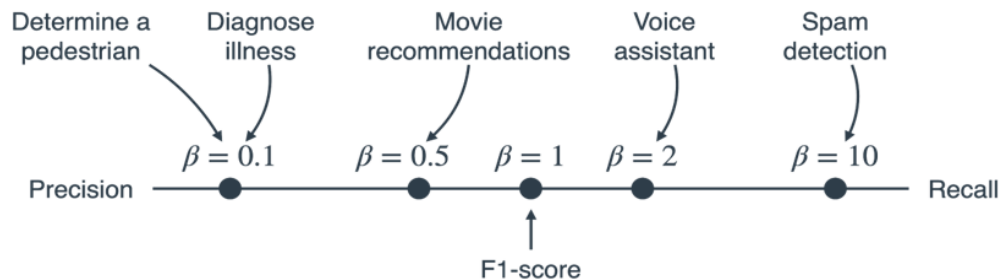 Determine a
pedestrian
Diagnose
illness
Movie
recommendations
Voice
assistant
Spam
detection
β = 0.1
β = 0.5
β = 1
β = 2
β = 10
Precision
Recall
F1-score